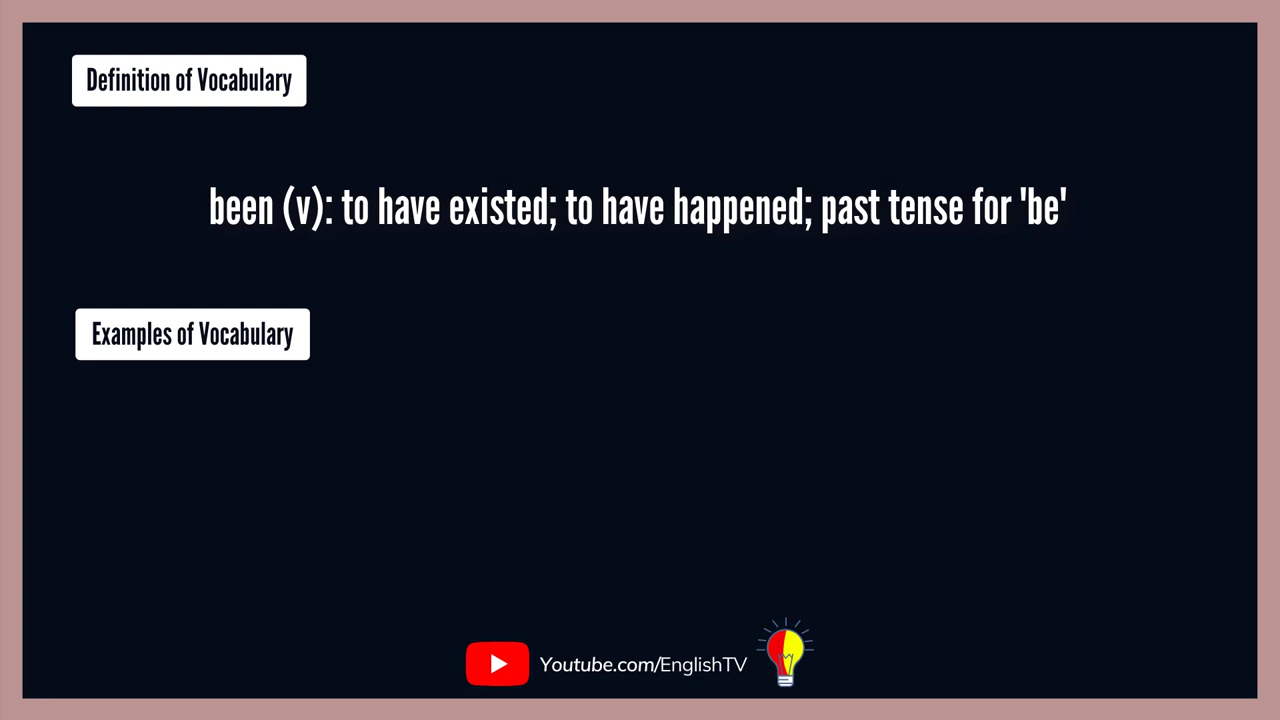 Definition of Vocabulary
been (v): to have existed; to have happened; past tense for 'be'
Examples of Vocabulary
Youtube.com/EnglishTV